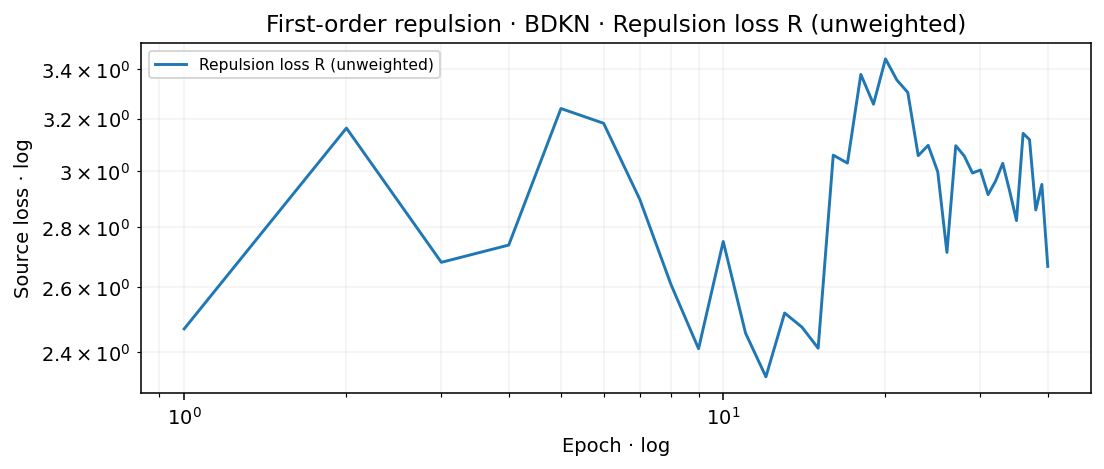 First-order repulsion · BDKN · Repulsion loss R (unweighted)
Repulsion loss R (unweighted)
Source loss · log
3.4 × 10⁰
3.2 × 10⁰
3 × 10⁰
2.8 × 10⁰
2.6 × 10⁰
2.4 × 10⁰
10⁰
10¹
Epoch · log